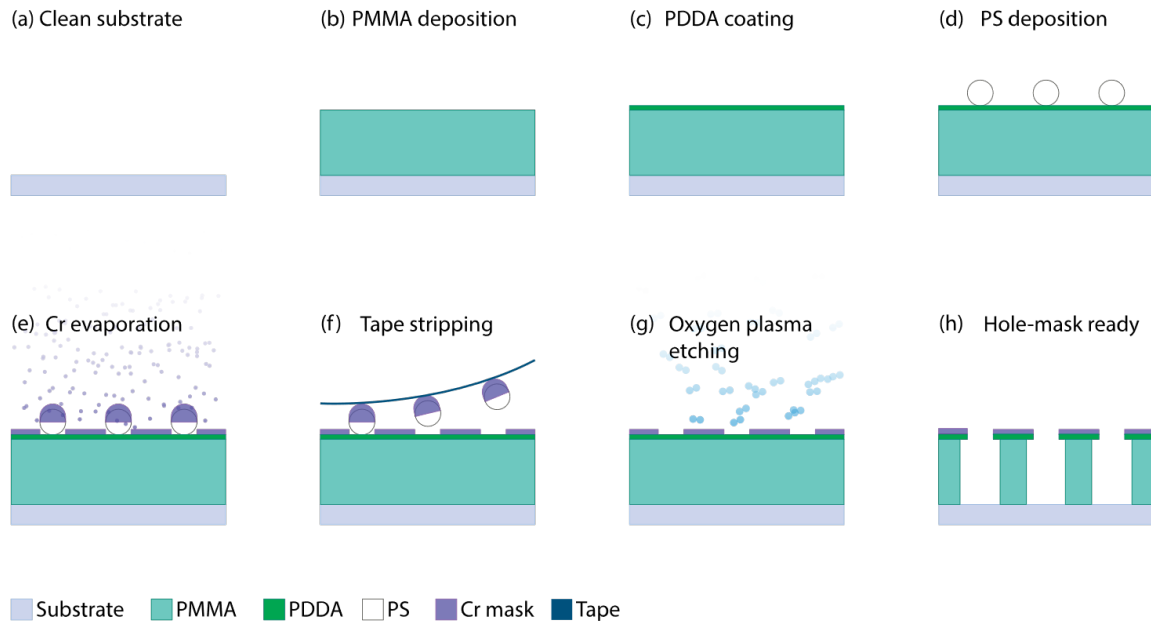 (a) Clean substrate
(b) PMMA deposition
(c) PDDA coating
(d) PS deposition
(e) Cr evaporation
(f) Tape stripping
(g) Oxygen plasma
etching
(h) Hole-mask ready
Substrate PMMA PDDA PS Cr mask Tape